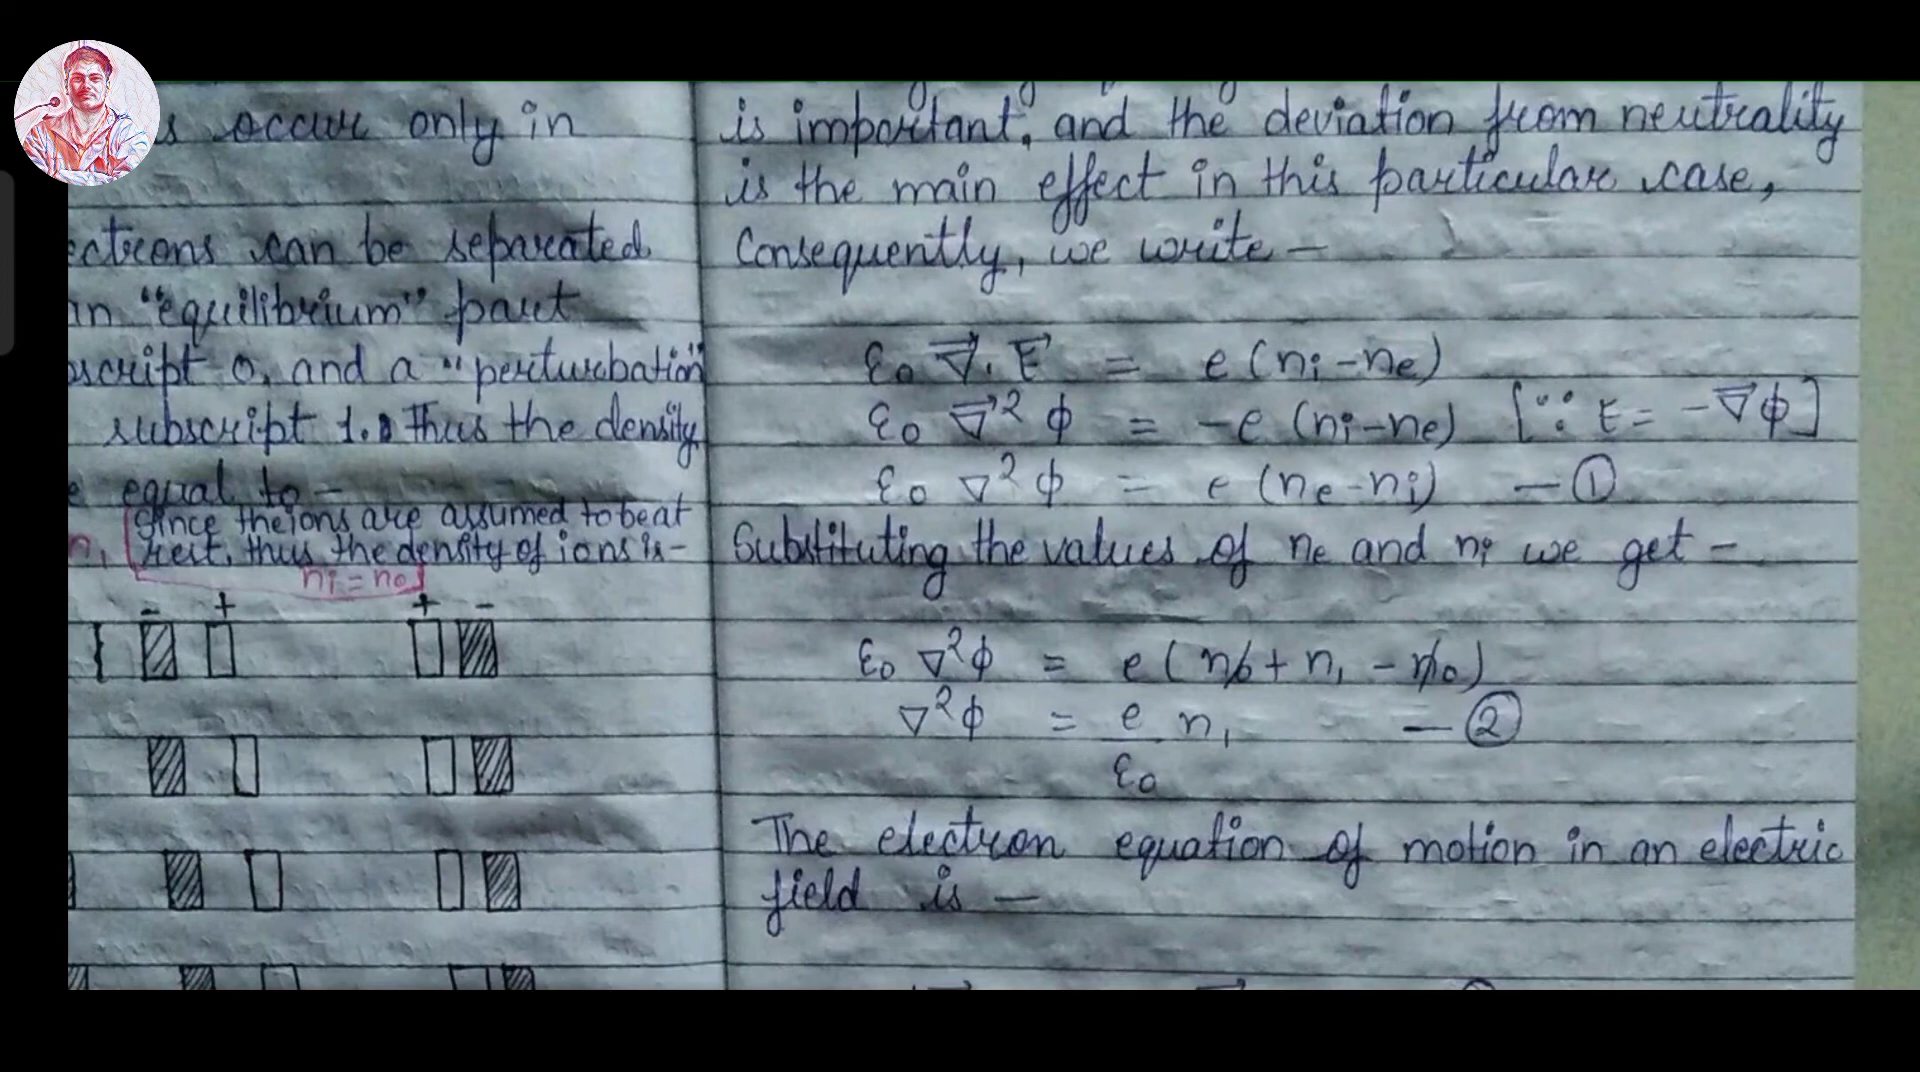 s occur only in
ectrons can be separated
in "equilibrium" part
script 0, and a "perturbation"
subscript 1. Thus the density
e equal to -
Since the ions are assumed to be at
n₁ rest, thus the density of ions is -
nᵢ = n₀
- + + -
is important, and the deviation from neutrality
is the main effect in this particular case,
Consequently, we write -
ε₀ ∇⃗. E⃗ = e (nᵢ - nₑ)
ε₀ ∇⃗² φ = -e (nᵢ - nₑ) [∵ E = -∇φ]
ε₀ ∇² φ = e (nₑ - nᵢ) — ①
Substituting the values of nₑ and nᵢ we get -
ε₀ ∇²φ = e ( n₀ + n₁ - n₀ )
∇²φ = e n₁ — ②
ε₀
The electron equation of motion in an electric
field is —